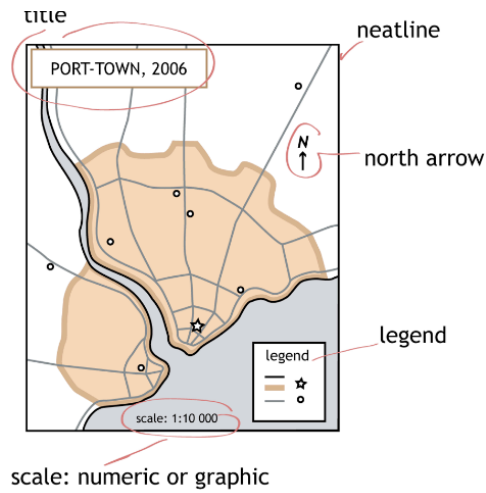 title
neatline
PORT-TOWN, 2006
N
north arrow
legend
legend
scale: 1:10 000
scale: numeric or graphic